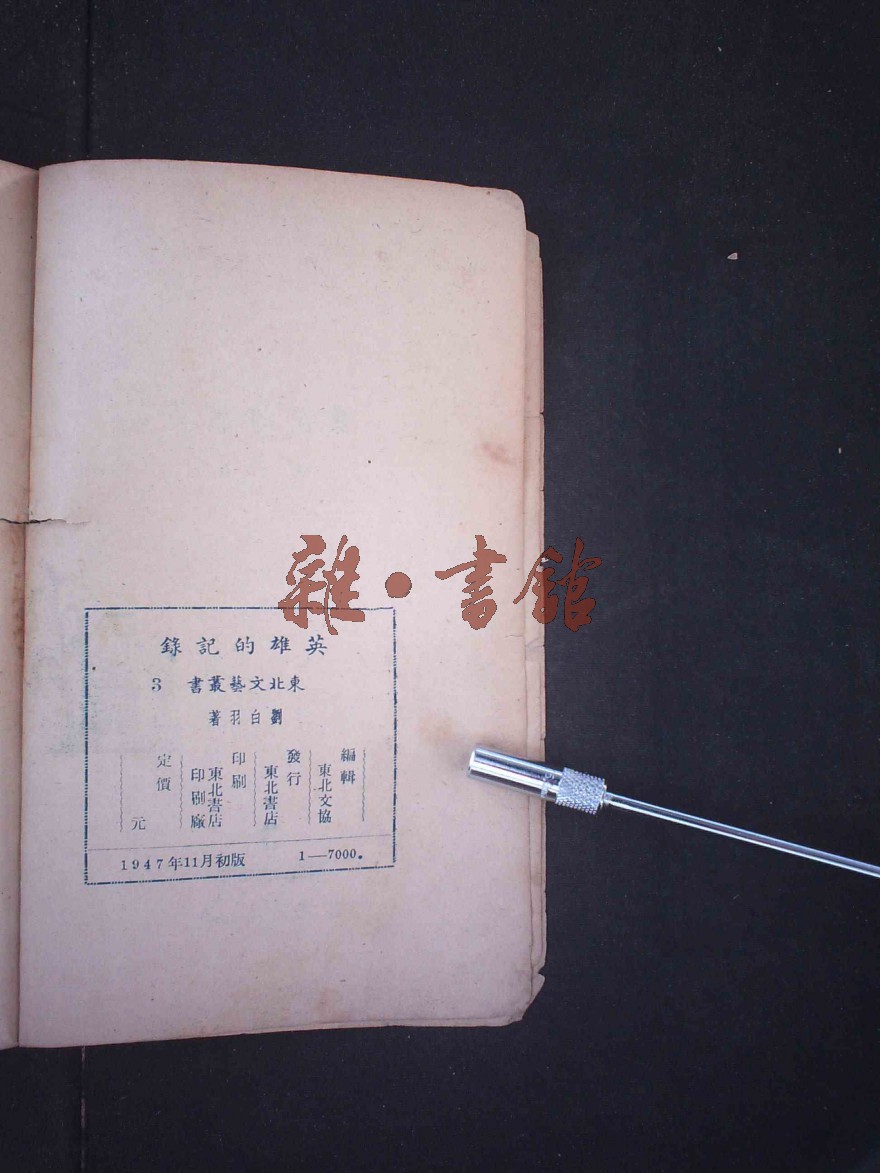 雜·書館
英雄的記錄
東北文藝叢書 3
劉白羽著
編輯
東北文協
發行
東北書店
印刷
東北書店
印刷廠
定價
元
1947年11月初版 1—7000.